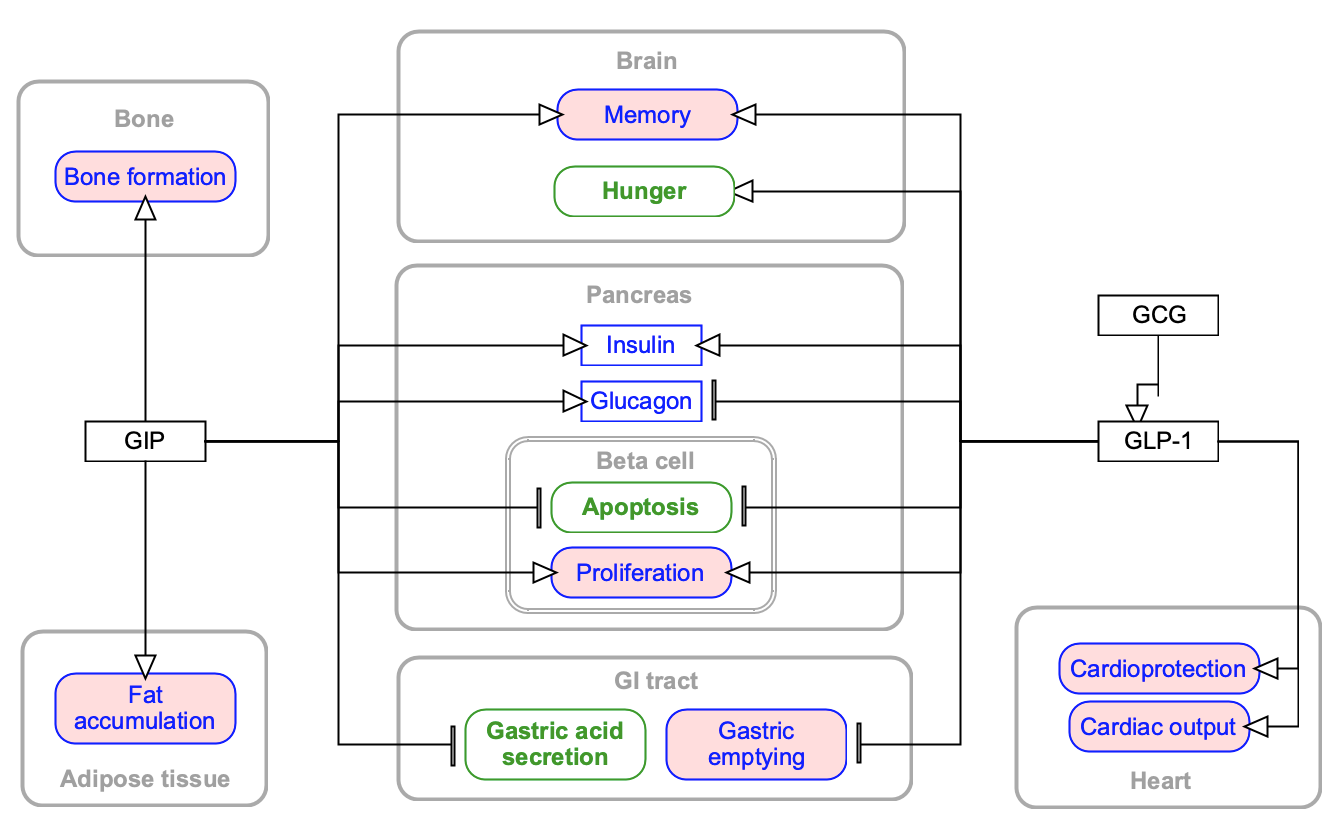 Brain
Memory
Hunger
Bone
Bone formation
Pancreas
Insulin
Glucagon
Beta cell
Apoptosis
Proliferation
GCG
GIP
GLP-1
Fat
accumulation
Adipose tissue
GI tract
Gastric acid
secretion
Gastric
emptying
Cardioprotection
Cardiac output
Heart